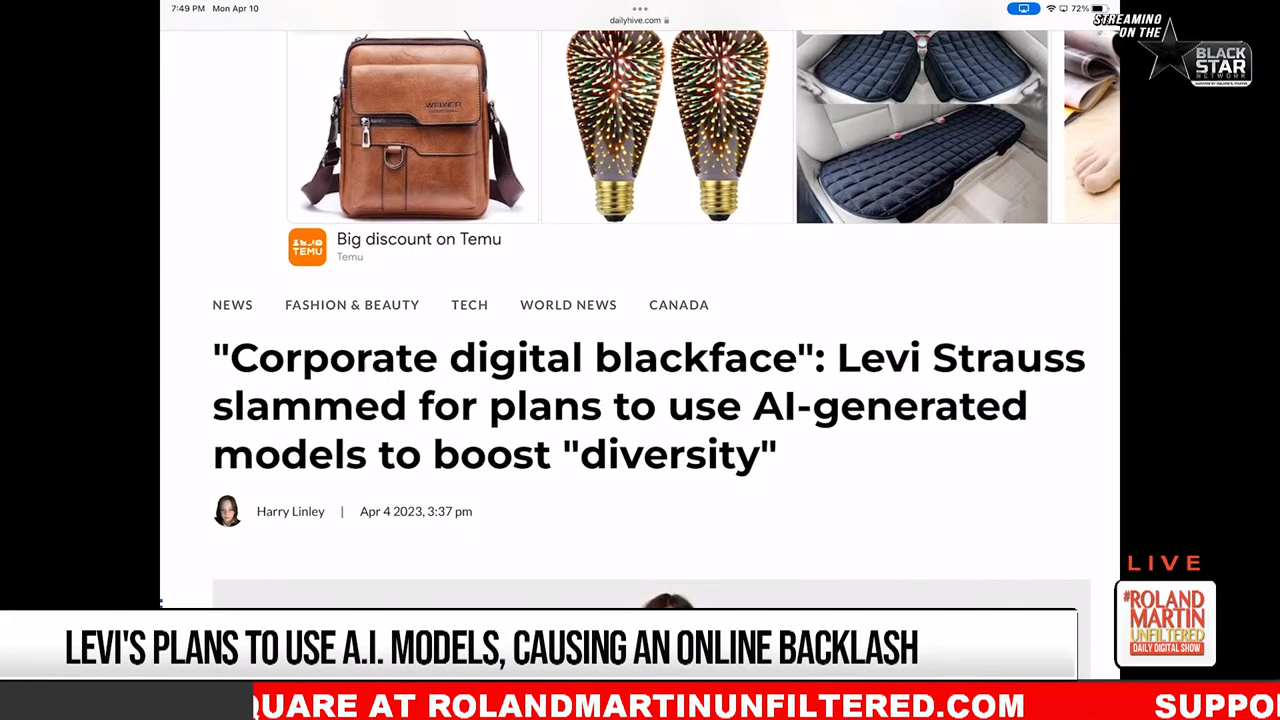 7:49 PM Mon Apr 10
dailyhive.com
72%
STREAMING
ON THE
BLACK
STAR
NETWORK
WEIXIER
TEMU
Big discount on Temu
Temu
NEWS FASHION & BEAUTY TECH WORLD NEWS CANADA
"Corporate digital blackface": Levi Strauss
slammed for plans to use AI-generated
models to boost "diversity"
Harry Linley | Apr 4 2023, 3:37 pm
LIVE
#ROLAND
MARTIN
UNFILTERED
DAILY DIGITAL SHOW
LEVI'S PLANS TO USE A.I. MODELS, CAUSING AN ONLINE BACKLASH
QUARE AT ROLANDMARTINUNFILTERED.COM SUPPO